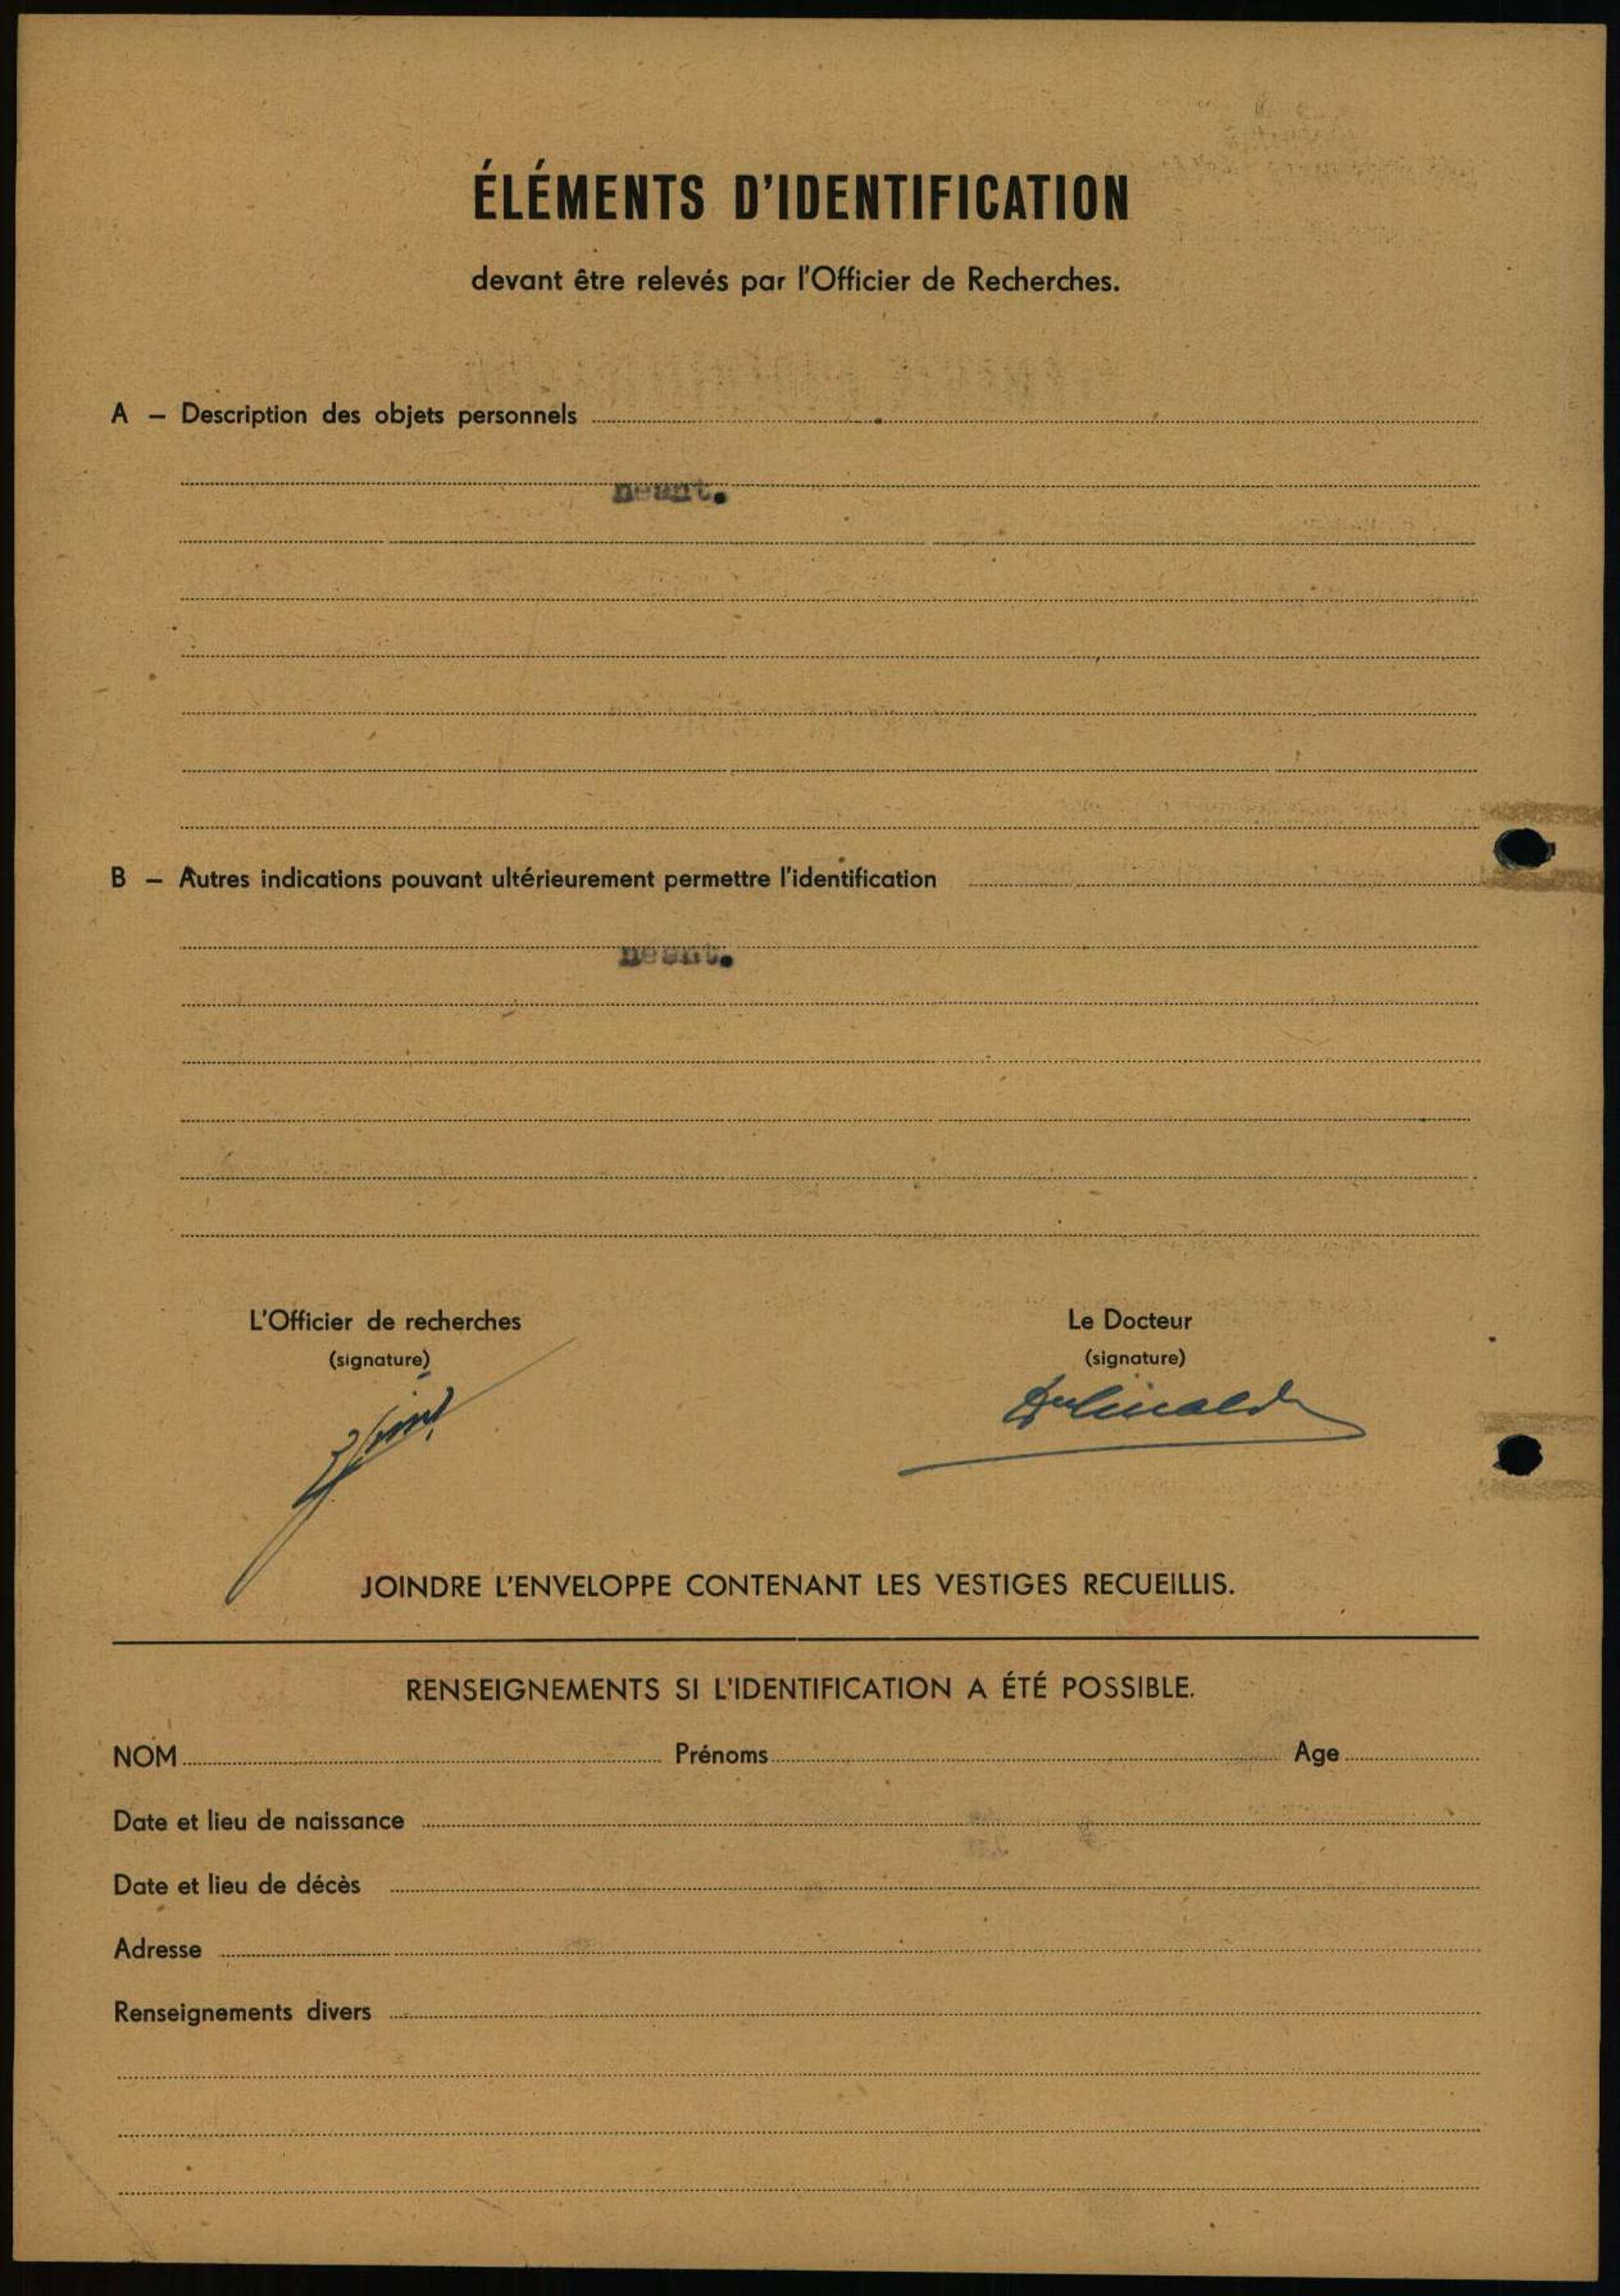 ÉLÉMENTS D'IDENTIFICATION
devant être relevés par l'Officier de Recherches.
A — Description des objets personnels
neant.
B — Autres indications pouvant ultérieurement permettre l'identification
neant.
L'Officier de recherches
(signature)
Le Docteur
(signature)
JOINDRE L'ENVELOPPE CONTENANT LES VESTIGES RECUEILLIS.
RENSEIGNEMENTS SI L'IDENTIFICATION A ÉTÉ POSSIBLE.
NOM Prénoms Age
Date et lieu de naissance
Date et lieu de décès
Adresse
Renseignements divers